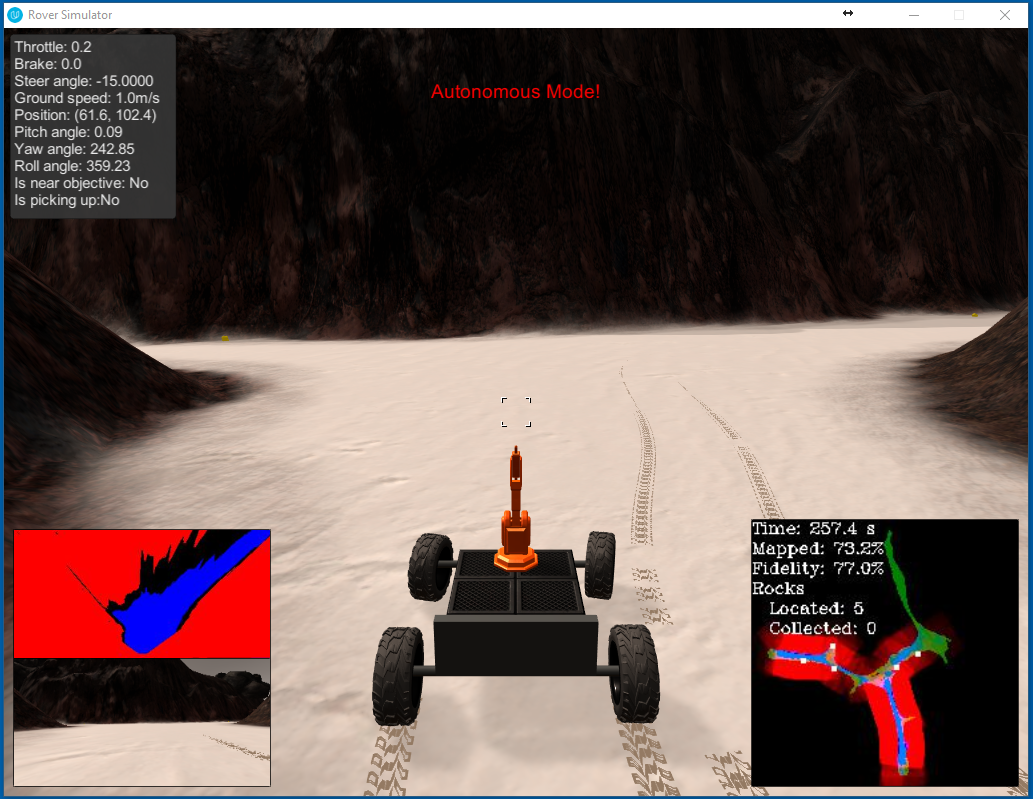 Rover Simulator
Throttle: 0.2
Brake: 0.0
Steer angle: -15.0000
Ground speed: 1.0m/s
Position: (61.6, 102.4)
Pitch angle: 0.09
Yaw angle: 242.85
Roll angle: 359.23
Is near objective: No
Is picking up:No
Autonomous Mode!
Time: 257.4 s
Mapped: 73.2%
Fidelity: 77.0%
Rocks
Located: 5
Collected: 0